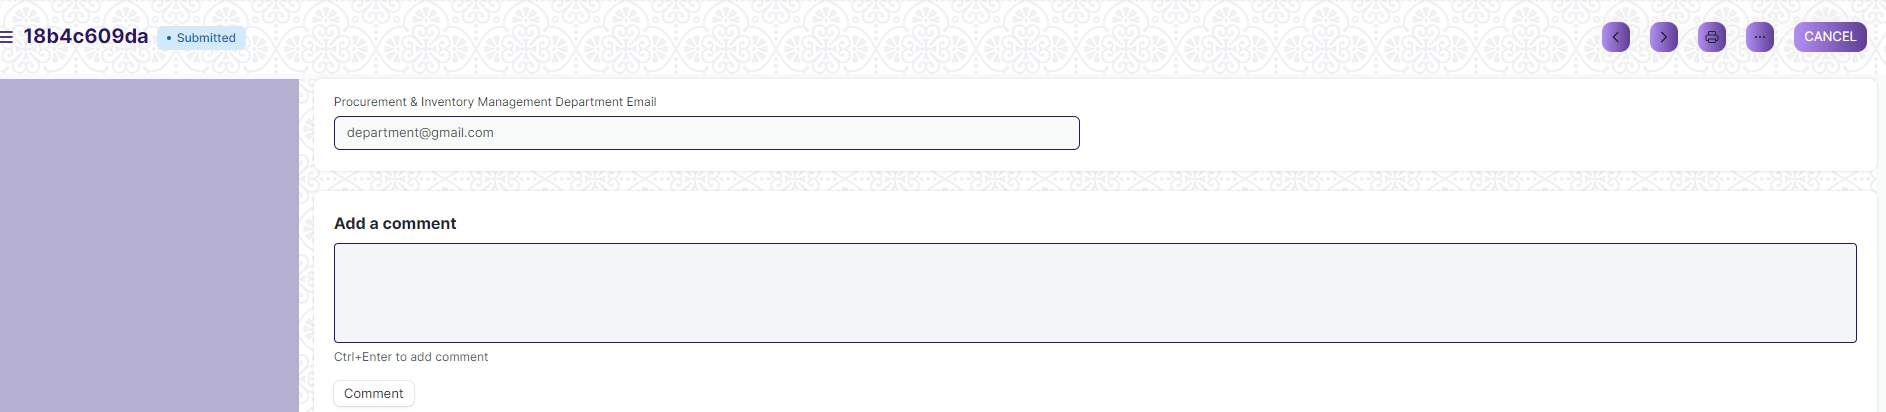 18b4c609da
• Submitted
CANCEL
Procurement & Inventory Management Department Email
department@gmail.com
Add a comment
Ctrl+Enter to add comment
Comment